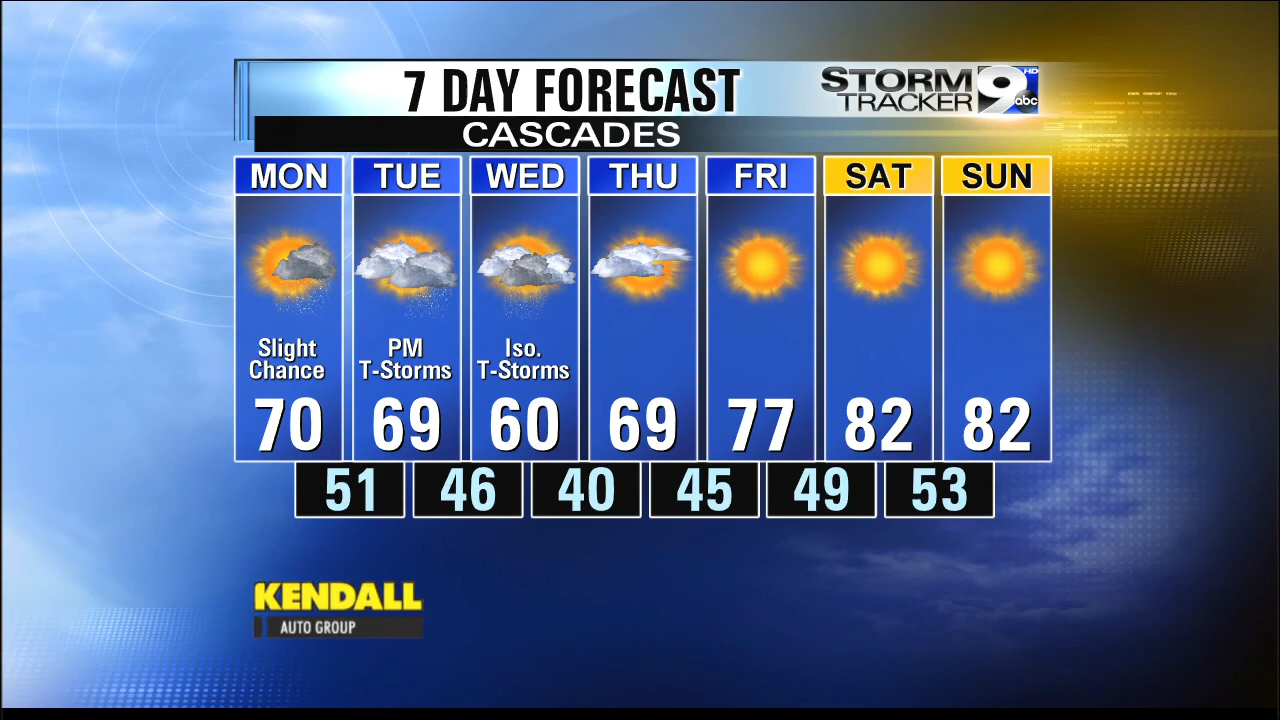 7 DAY FORECAST
STORM TRACKER 9 HD abc
CASCADES
MON TUE WED THU FRI SAT SUN
Slight Chance
PM T-Storms
Iso. T-Storms
70 69 60 69 77 82 82
51 46 40 45 49 53
KENDALL
AUTO GROUP